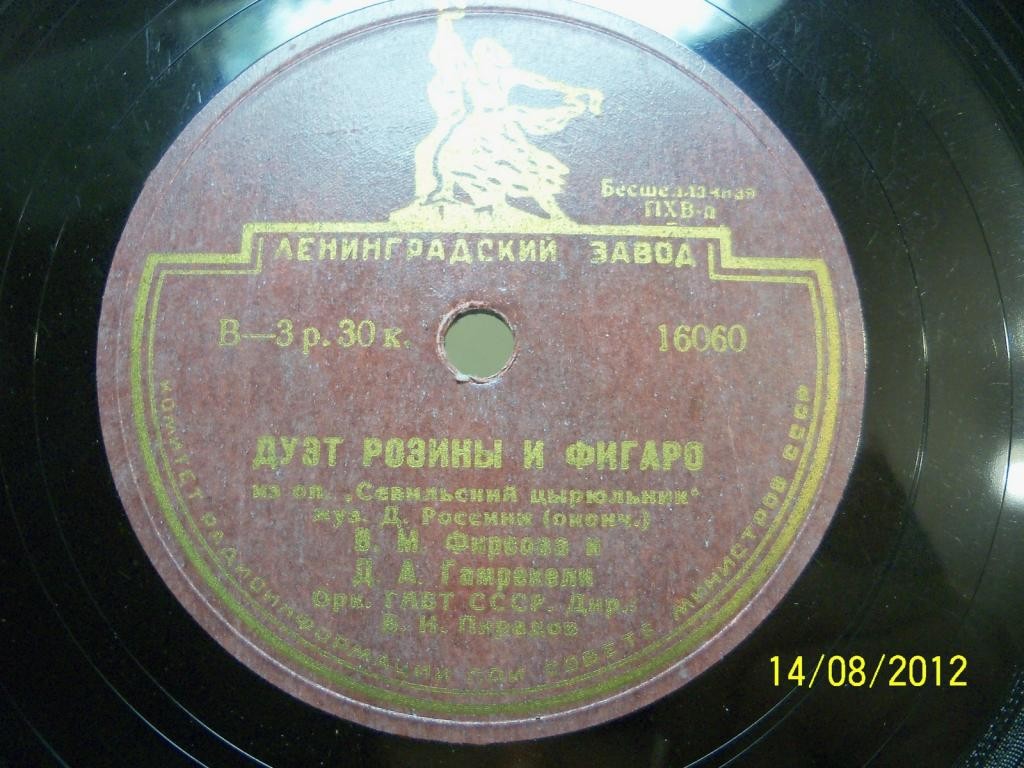 Бесшеллачная
ПХВ-п
ЛЕНИНГРАДСКИЙ ЗАВОД
В—3 р. 30 к.
16060
ДУЭТ РОЗИНЫ И ФИГАРО
из оп. „Севильский цырюльник"
муз. Д. Россини (оконч.)
В. М. Фирсова и
Д. А. Гамрекели
Орк. ГАБТ СССР. Дир.:
В. И. Пирадов
КОМИТЕТ РАДИОИНФОРМАЦИИ ПРИ СОВЕТЕ МИНИСТРОВ СССР
14/08/2012